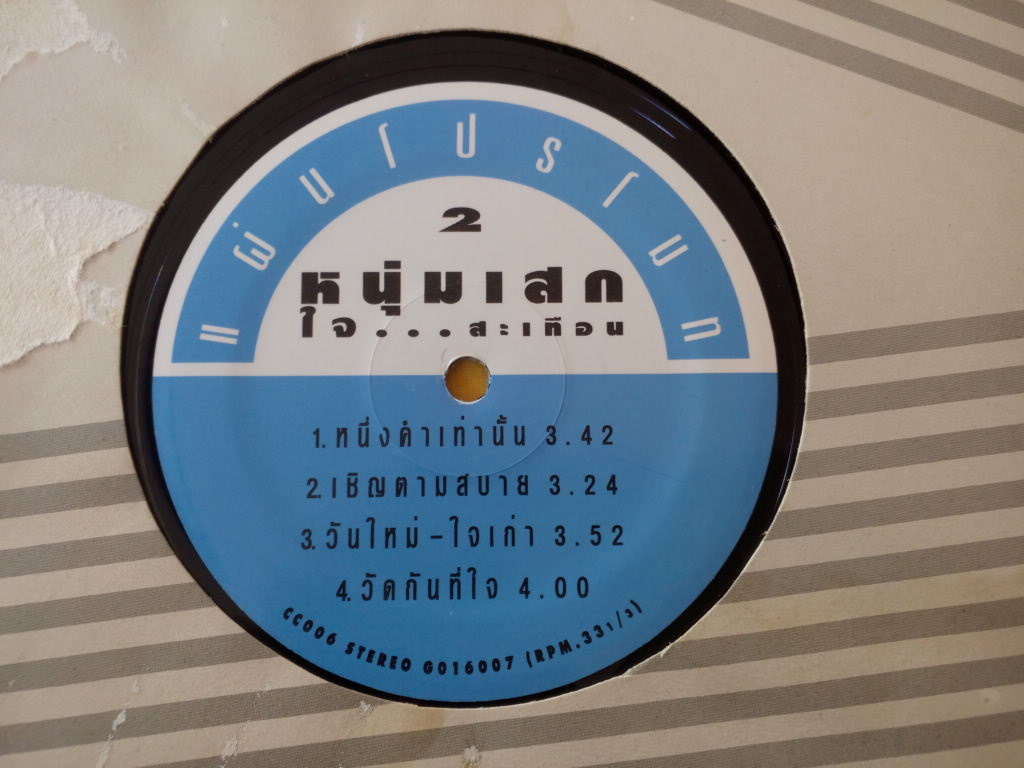 แผ่นโปรโมท
2
หนุ่มเสก
ใจ...สะเทือน
1. หนึ่งคำเท่านั้น 3.42
2. เชิญตามสบาย 3.24
3. วันใหม่-ใจเก่า 3.52
4. วัดกันที่ใจ 4.00
CC006 STEREO G016007 (RPM.331/3)